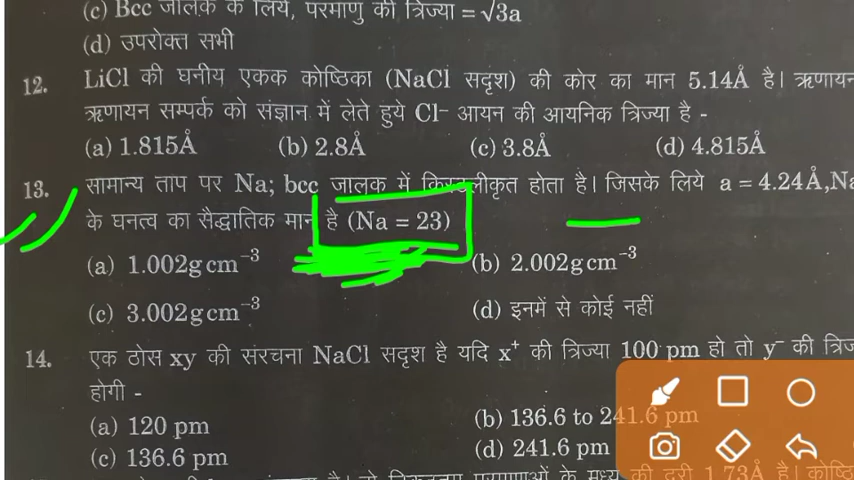 (c) Bcc जालक के लिये, परमाणु की त्रिज्या = √3a
(d) उपरोक्त सभी
12. LiCl की घनीय एकक कोष्ठिका (NaCl सदृश) की कोर का मान 5.14Å है। ऋणायन
ऋणायन सम्पर्क को संज्ञान में लेते हुये Cl⁻ आयन की आयनिक त्रिज्या है -
(a) 1.815Å (b) 2.8Å (c) 3.8Å (d) 4.815Å
13. सामान्य ताप पर Na; bcc जालक में क्रिस्टलीकृत होता है। जिसके लिये a = 4.24Å, Na
के घनत्व का सैद्धातिक मान है (Na = 23)
(a) 1.002g cm⁻³ (b) 2.002g cm⁻³
(c) 3.002g cm⁻³ (d) इनमें से कोई नहीं
14. एक ठोस xy की संरचना NaCl सदृश है यदि x⁺ की त्रिज्या 100 pm हो तो y⁻ की
होगी -
(a) 120 pm (b) 136.6 to 241.6 pm
(c) 136.6 pm (d) 241.6 pm
के मध्य की दूरी 1.73Å है।